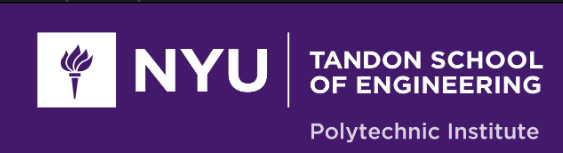 NYU
TANDON SCHOOL
OF ENGINEERING
Polytechnic Institute